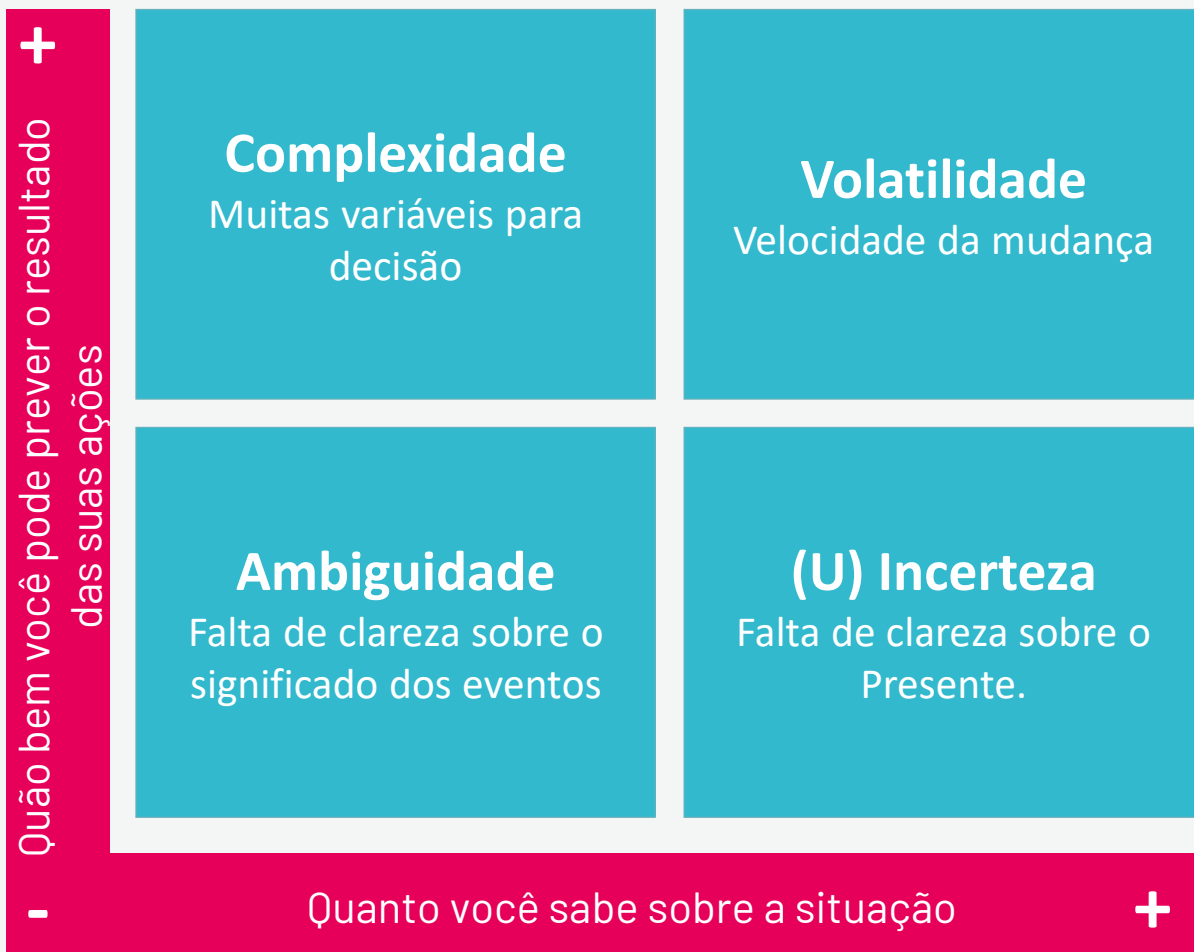 +
Quão bem você pode prever o resultado
das suas ações
Complexidade
Muitas variáveis para
decisão
Volatilidade
Velocidade da mudança
Ambiguidade
Falta de clareza sobre o
significado dos eventos
(U) Incerteza
Falta de clareza sobre o
Presente.
-
Quanto você sabe sobre a situação
+